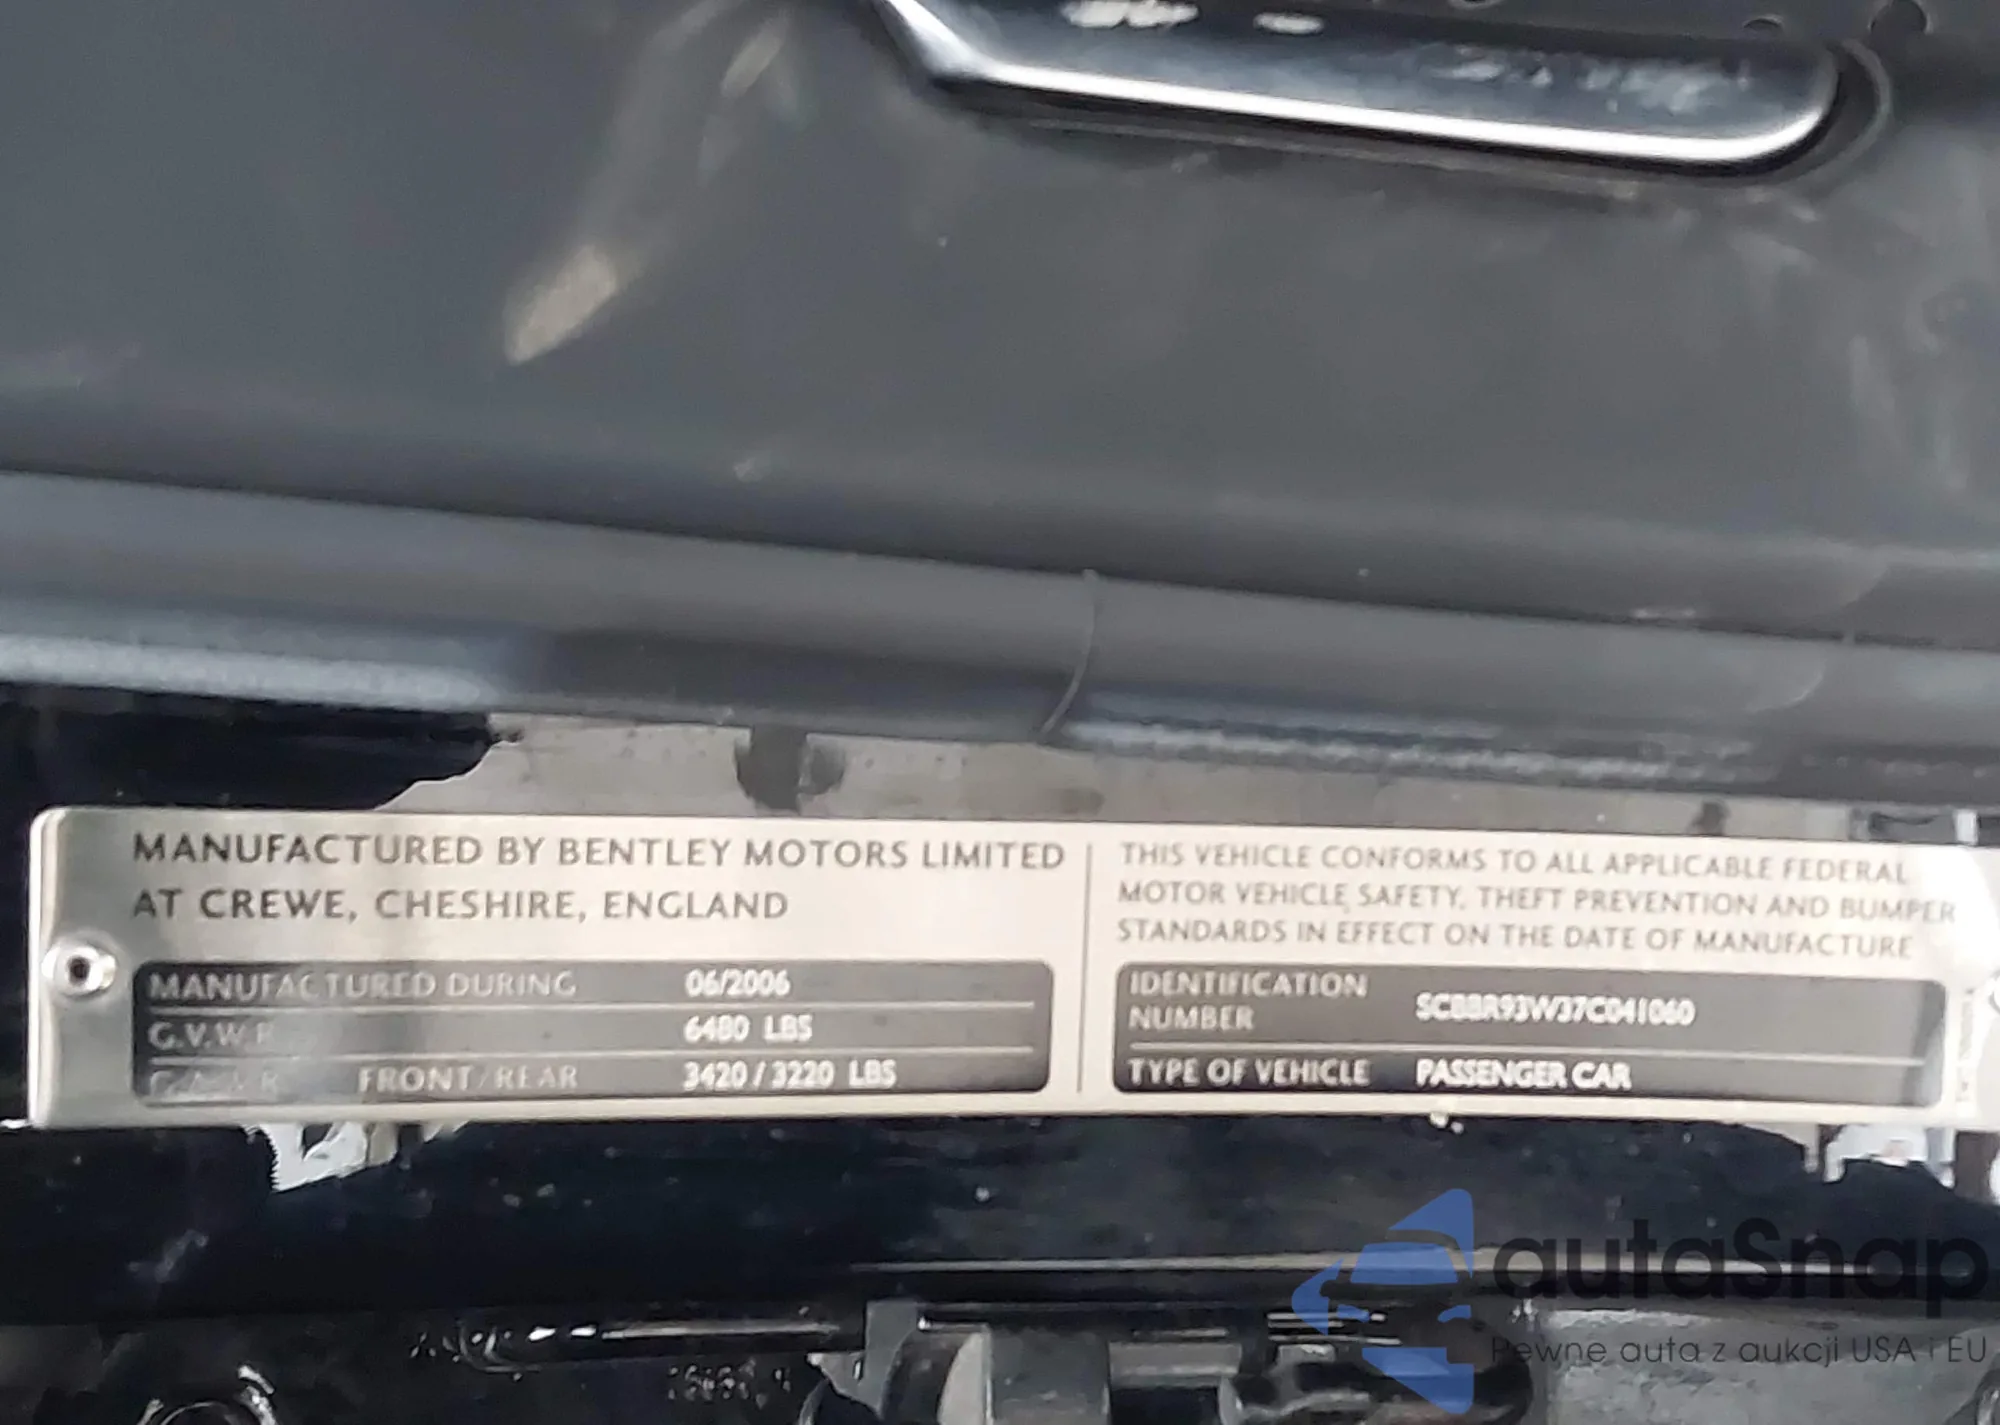 MANUFACTURED BY BENTLEY MOTORS LIMITED
AT CREWE, CHESHIRE, ENGLAND
MANUFACTURED DURING 06/2006
G.V.W.R 6480 LBS
G.A.W.R FRONT/REAR 3420 / 3220 LBS
THIS VEHICLE CONFORMS TO ALL APPLICABLE FEDERAL
MOTOR VEHICLE SAFETY, THEFT PREVENTION AND BUMPER
STANDARDS IN EFFECT ON THE DATE OF MANUFACTURE
IDENTIFICATION
NUMBER SCBBR93W37C041060
TYPE OF VEHICLE PASSENGER CAR
autaSnap
Pewne auta z aukcji USA i EU